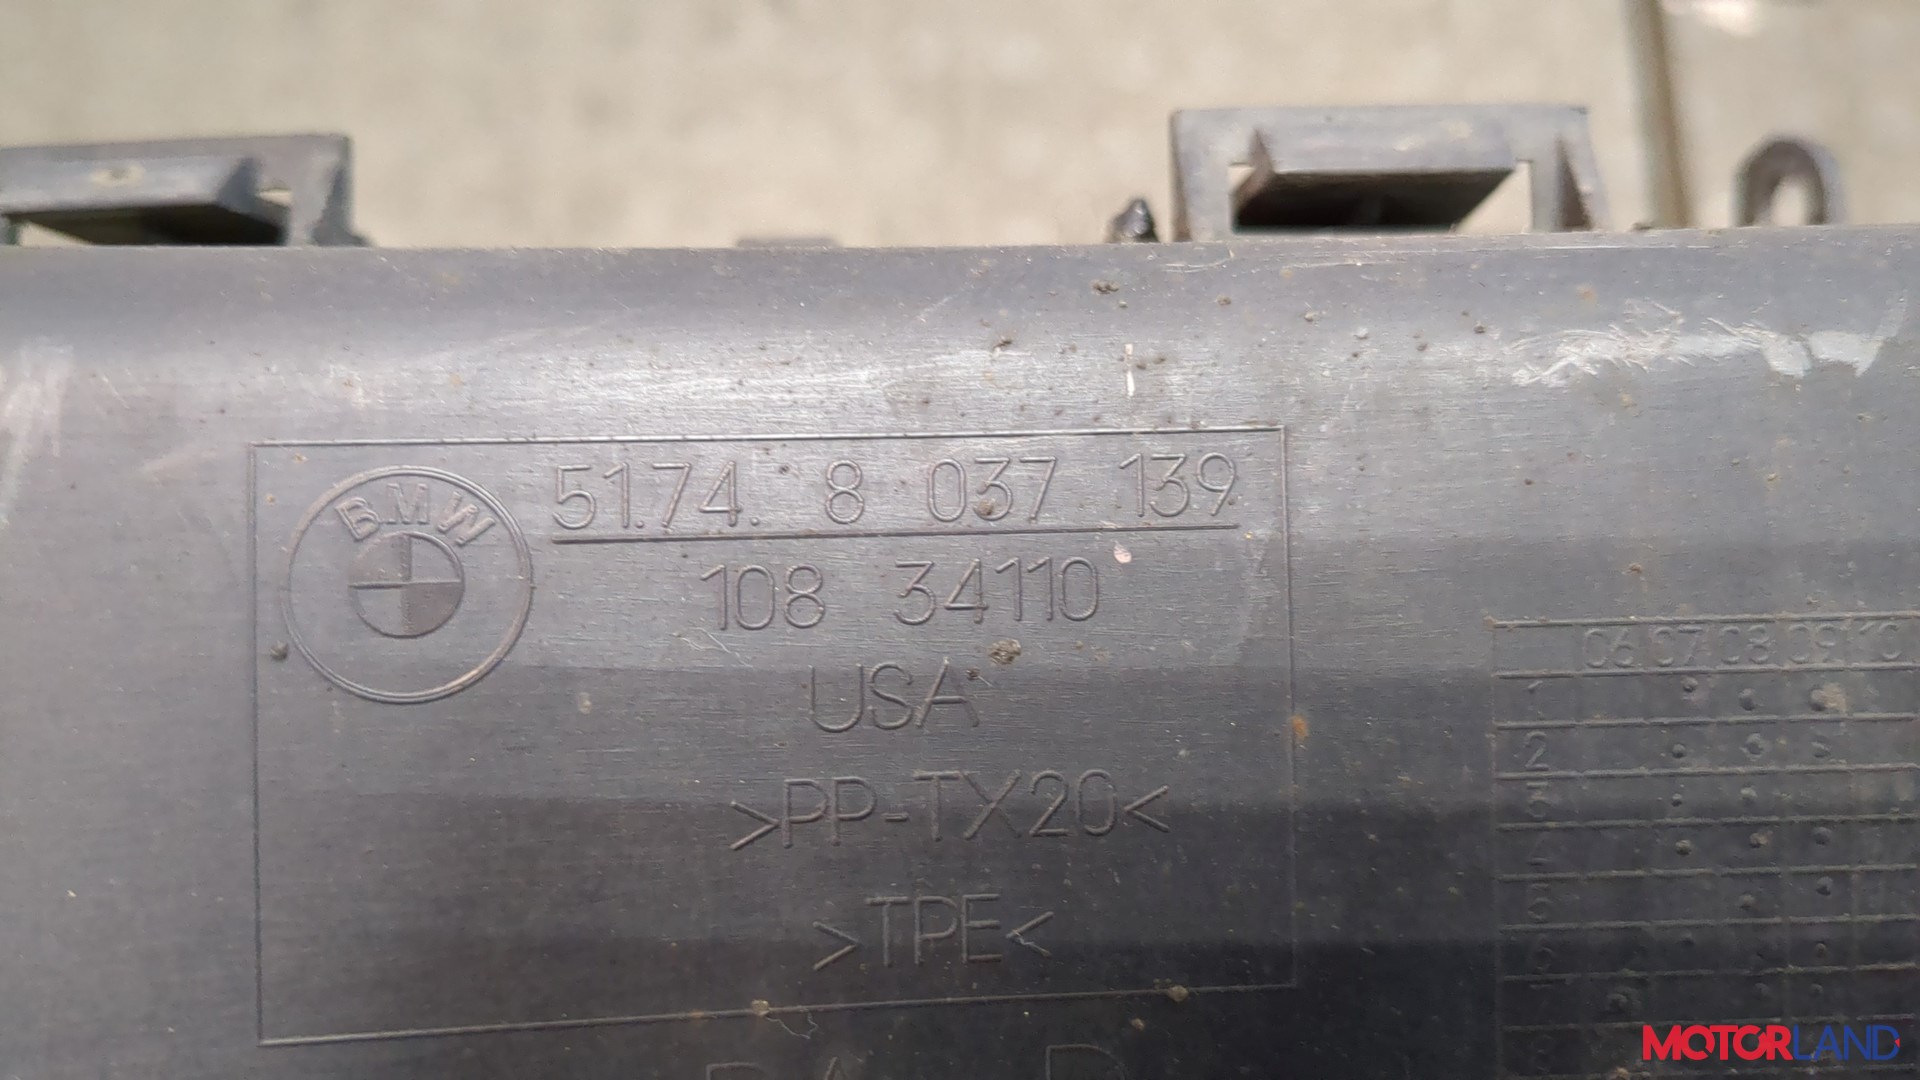 BMW
51.74. 8 037 139
108 34110
USA
>PP-TX20<
>TPE<
06 07 08 09 10
1
2
3
4
5
6
7
MOTORLAND